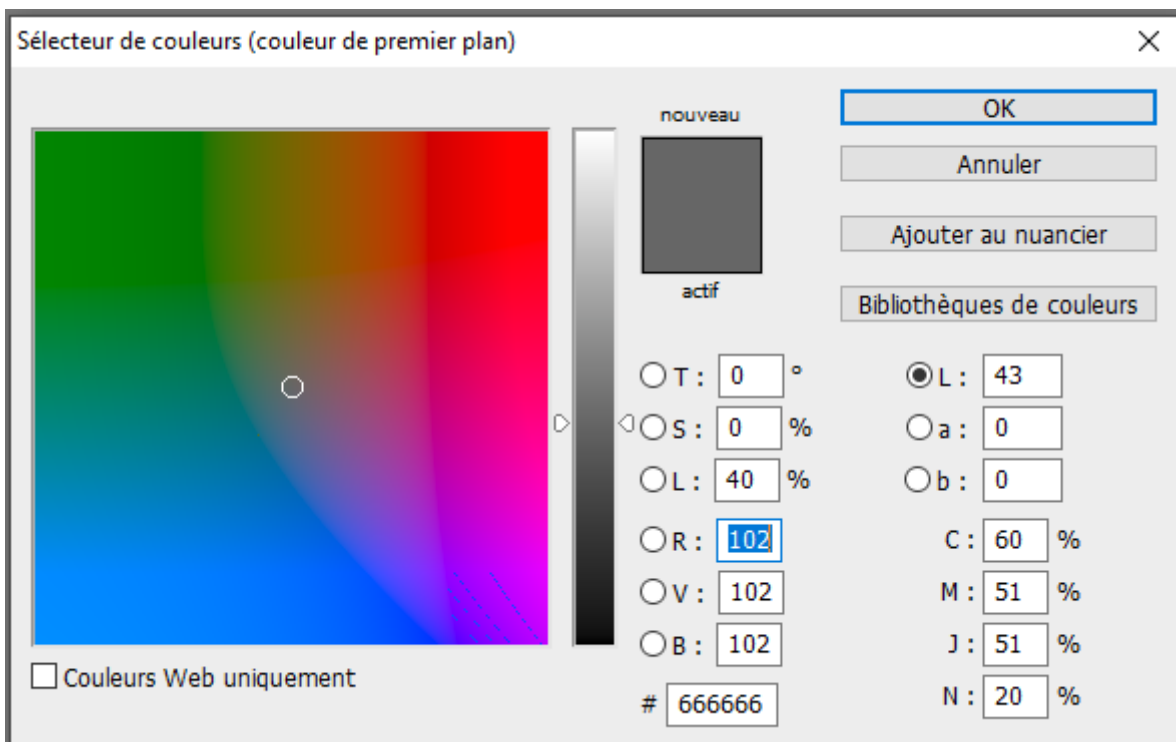 Sélecteur de couleurs (couleur de premier plan)
nouveau
actif
OK
Annuler
Ajouter au nuancier
Bibliothèques de couleurs
T : 0 °
S : 0 %
L : 40 %
R : 102
V : 102
B : 102
# 666666
L : 43
a : 0
b : 0
C : 60 %
M : 51 %
J : 51 %
N : 20 %
Couleurs Web uniquement